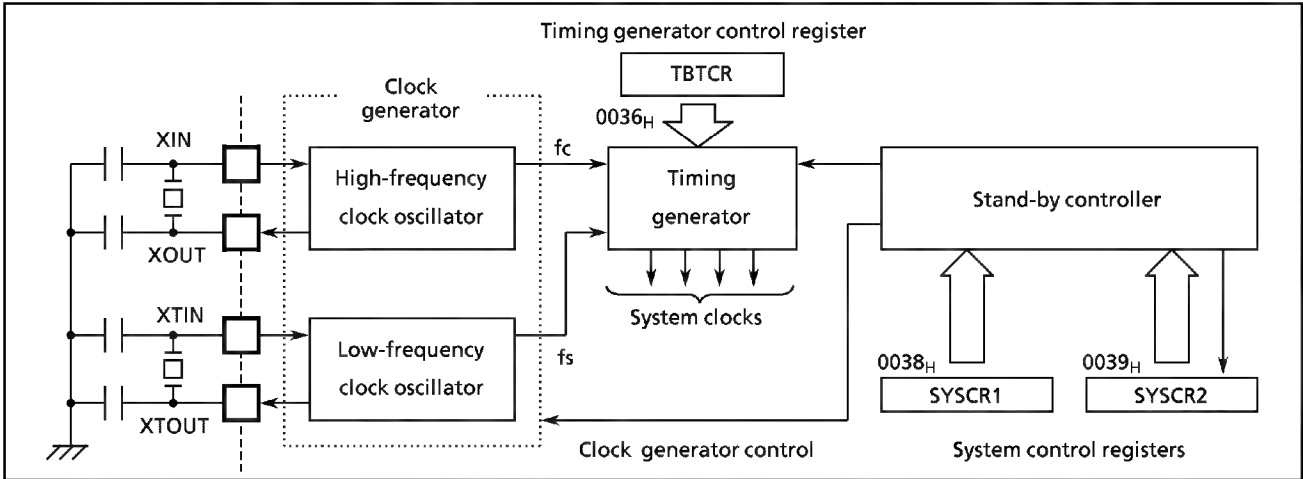 Timing generator control register
TBTCR
0036H
Clock
generator
XIN
XOUT
High-frequency
clock oscillator
fc
Timing
generator
Stand-by controller
System clocks
XTIN
XTOUT
Low-frequency
clock oscillator
fs
0038H
SYSCR1
0039H
SYSCR2
Clock generator control
System control registers